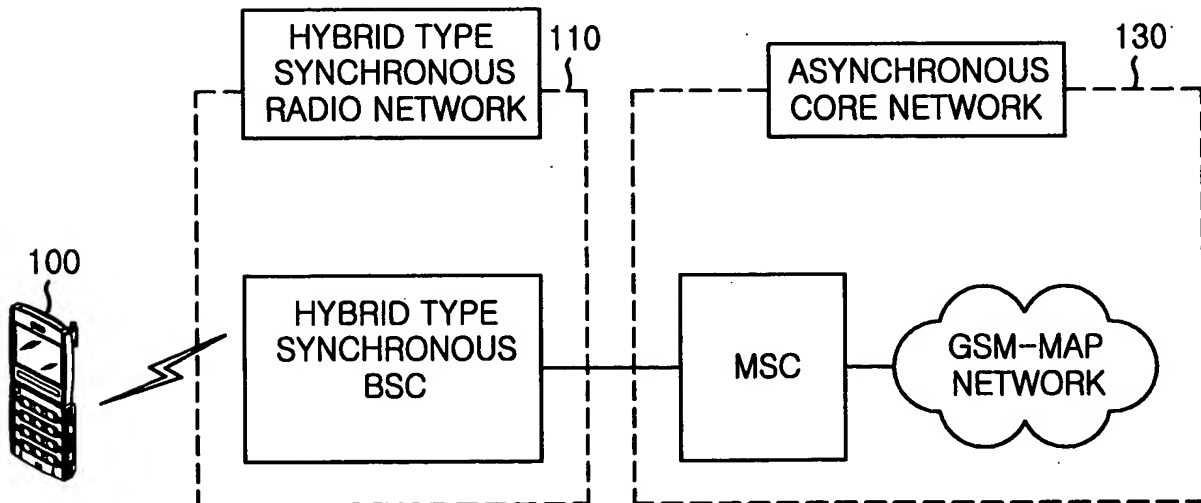 HYBRID TYPE
SYNCHRONOUS
RADIO NETWORK
110
ASYNCHRONOUS
CORE NETWORK
130
100
HYBRID TYPE
SYNCHRONOUS
BSC
MSC
GSM-MAP
NETWORK